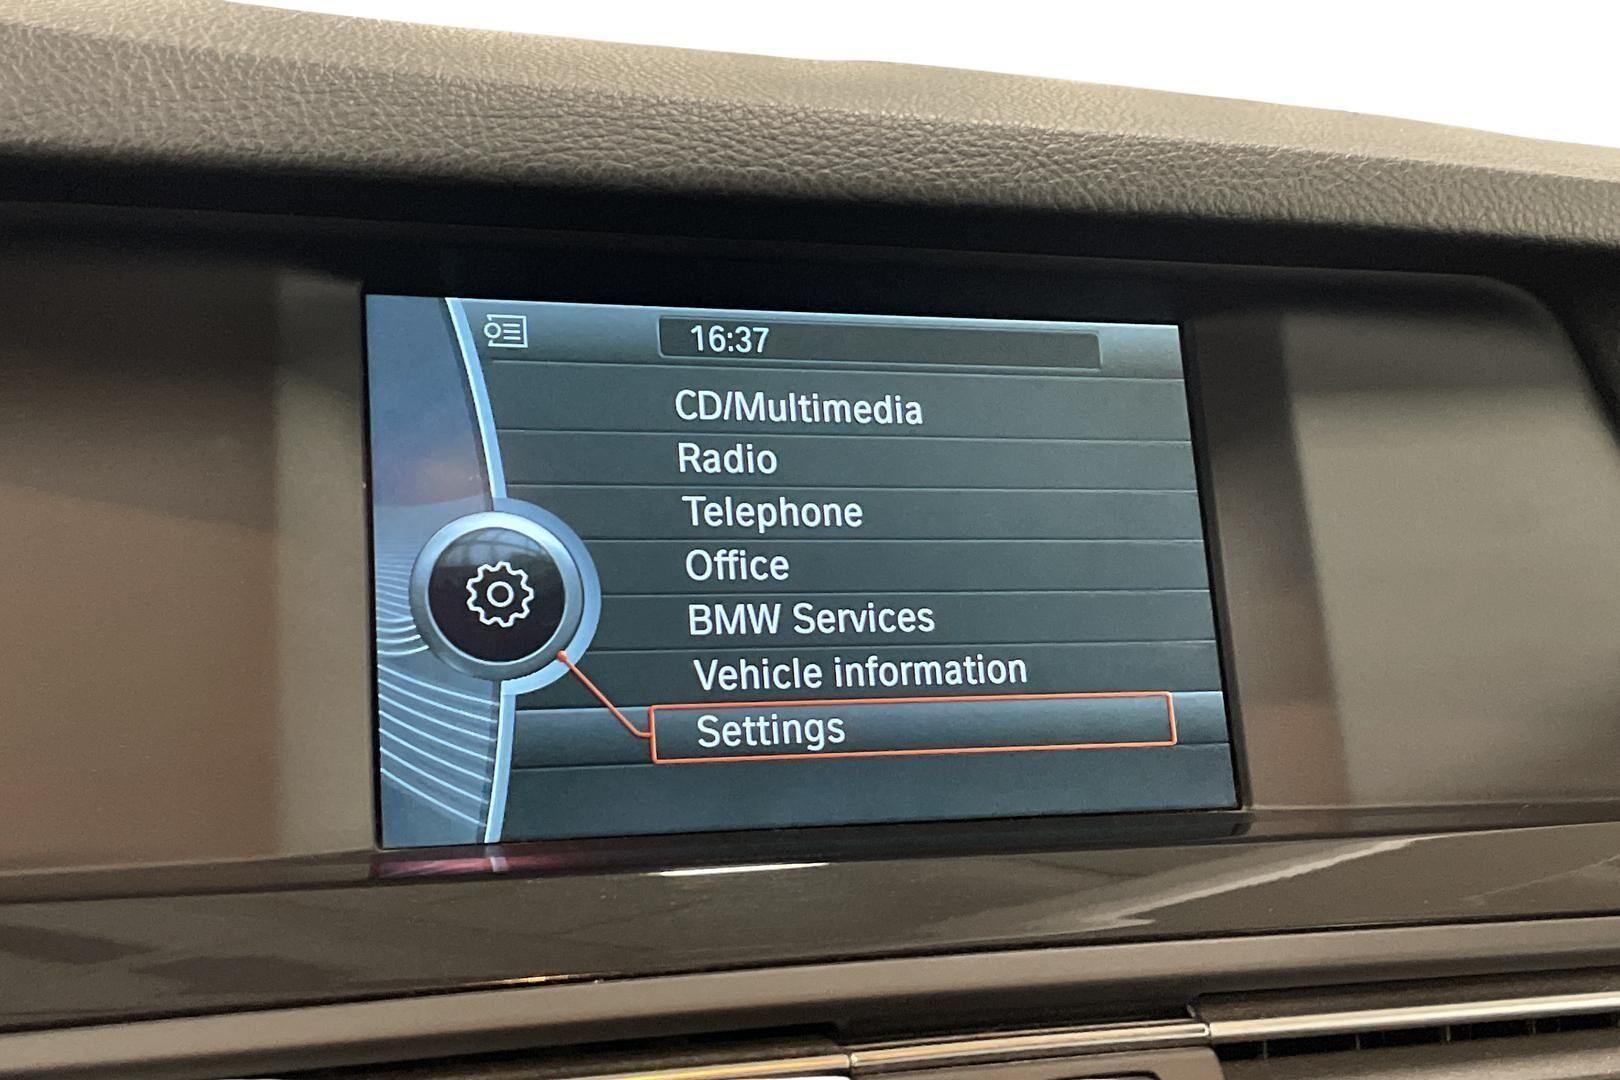 16:37
CD/Multimedia
Radio
Telephone
Office
BMW Services
Vehicle information
Settings